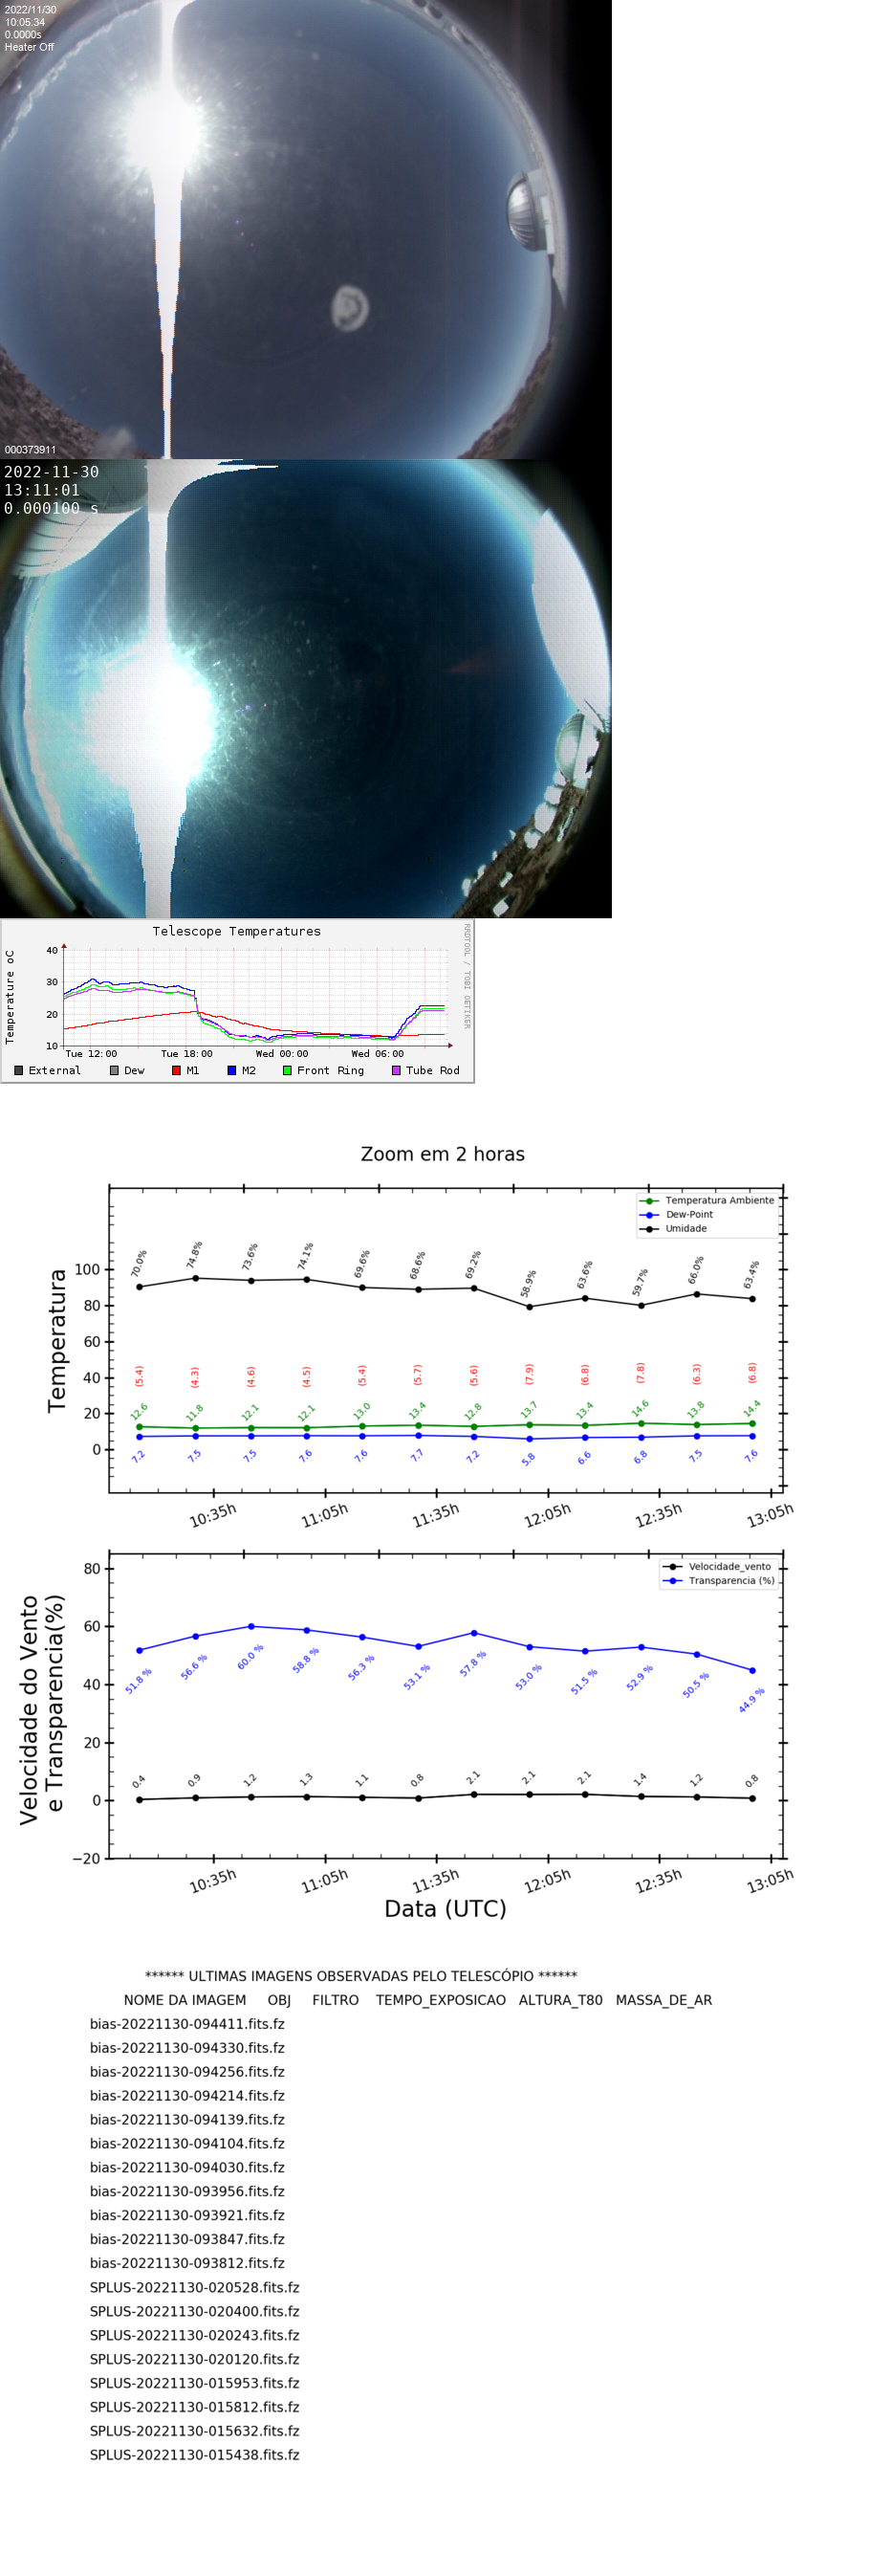 2022/11/30
10:05:34
0.0000s
Heater Off
000373911
2022-11-30
13:11:01
0.000100 s
Telescope Temperatures
RRDTOOL / TOBI OETIKER
Temperature oC
40
30
20
10
Tue 12:00 Tue 18:00 Wed 00:00 Wed 06:00
External Dew M1 M2 Front Ring Tube Rod
Zoom em 2 horas
Temperatura Ambiente
Dew-Point
Umidade
Temperatura
100
80
60
40
20
0
70.0% 74.8% 73.6% 74.1% 69.6% 68.6% 69.2% 58.9% 63.6% 59.7% 66.0% 63.4%
(5.4) (4.3) (4.6) (4.5) (5.4) (5.7) (5.6) (7.9) (6.8) (7.8) (6.3) (6.8)
12.6 11.8 12.1 12.1 13.0 13.4 12.8 13.7 13.4 14.6 13.8 14.4
7.2 7.5 7.5 7.6 7.6 7.7 7.2 5.8 6.6 6.8 7.5 7.6
10:35h 11:05h 11:35h 12:05h 12:35h 13:05h
Velocidade_vento
Transparencia (%)
Velocidade do Vento
e Transparencia(%)
80
60
40
20
0
−20
51.8 % 56.6 % 60.0 % 58.8 % 56.3 % 53.1 % 57.8 % 53.0 % 51.5 % 52.9 % 50.5 % 44.9 %
0.4 0.9 1.2 1.3 1.1 0.8 2.1 2.1 2.1 1.4 1.2 0.8
10:35h 11:05h 11:35h 12:05h 12:35h 13:05h
Data (UTC)
****** ULTIMAS IMAGENS OBSERVADAS PELO TELESCÓPIO ******
NOME DA IMAGEM OBJ FILTRO TEMPO_EXPOSICAO ALTURA_T80 MASSA_DE_AR
bias-20221130-094411.fits.fz
bias-20221130-094330.fits.fz
bias-20221130-094256.fits.fz
bias-20221130-094214.fits.fz
bias-20221130-094139.fits.fz
bias-20221130-094104.fits.fz
bias-20221130-094030.fits.fz
bias-20221130-093956.fits.fz
bias-20221130-093921.fits.fz
bias-20221130-093847.fits.fz
bias-20221130-093812.fits.fz
SPLUS-20221130-020528.fits.fz
SPLUS-20221130-020400.fits.fz
SPLUS-20221130-020243.fits.fz
SPLUS-20221130-020120.fits.fz
SPLUS-20221130-015953.fits.fz
SPLUS-20221130-015812.fits.fz
SPLUS-20221130-015632.fits.fz
SPLUS-20221130-015438.fits.fz